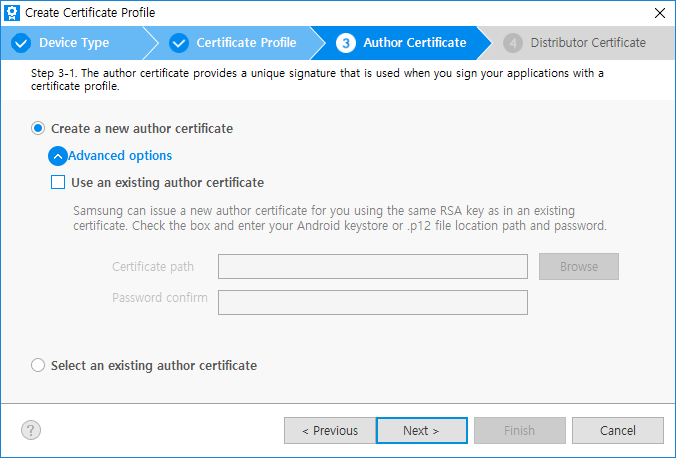 Create Certificate Profile
Device Type
Certificate Profile
3 Author Certificate
4 Distributor Certificate
Step 3-1. The author certificate provides a unique signature that is used when you sign your applications with a
certificate profile.
Create a new author certificate
Advanced options
Use an existing author certificate
Samsung can issue a new author certificate for you using the same RSA key as in an existing
certificate. Check the box and enter your Android keystore or .p12 file location path and password.
Certificate path
Browse
Password confirm
Select an existing author certificate
?
< Previous
Next >
Finish
Cancel